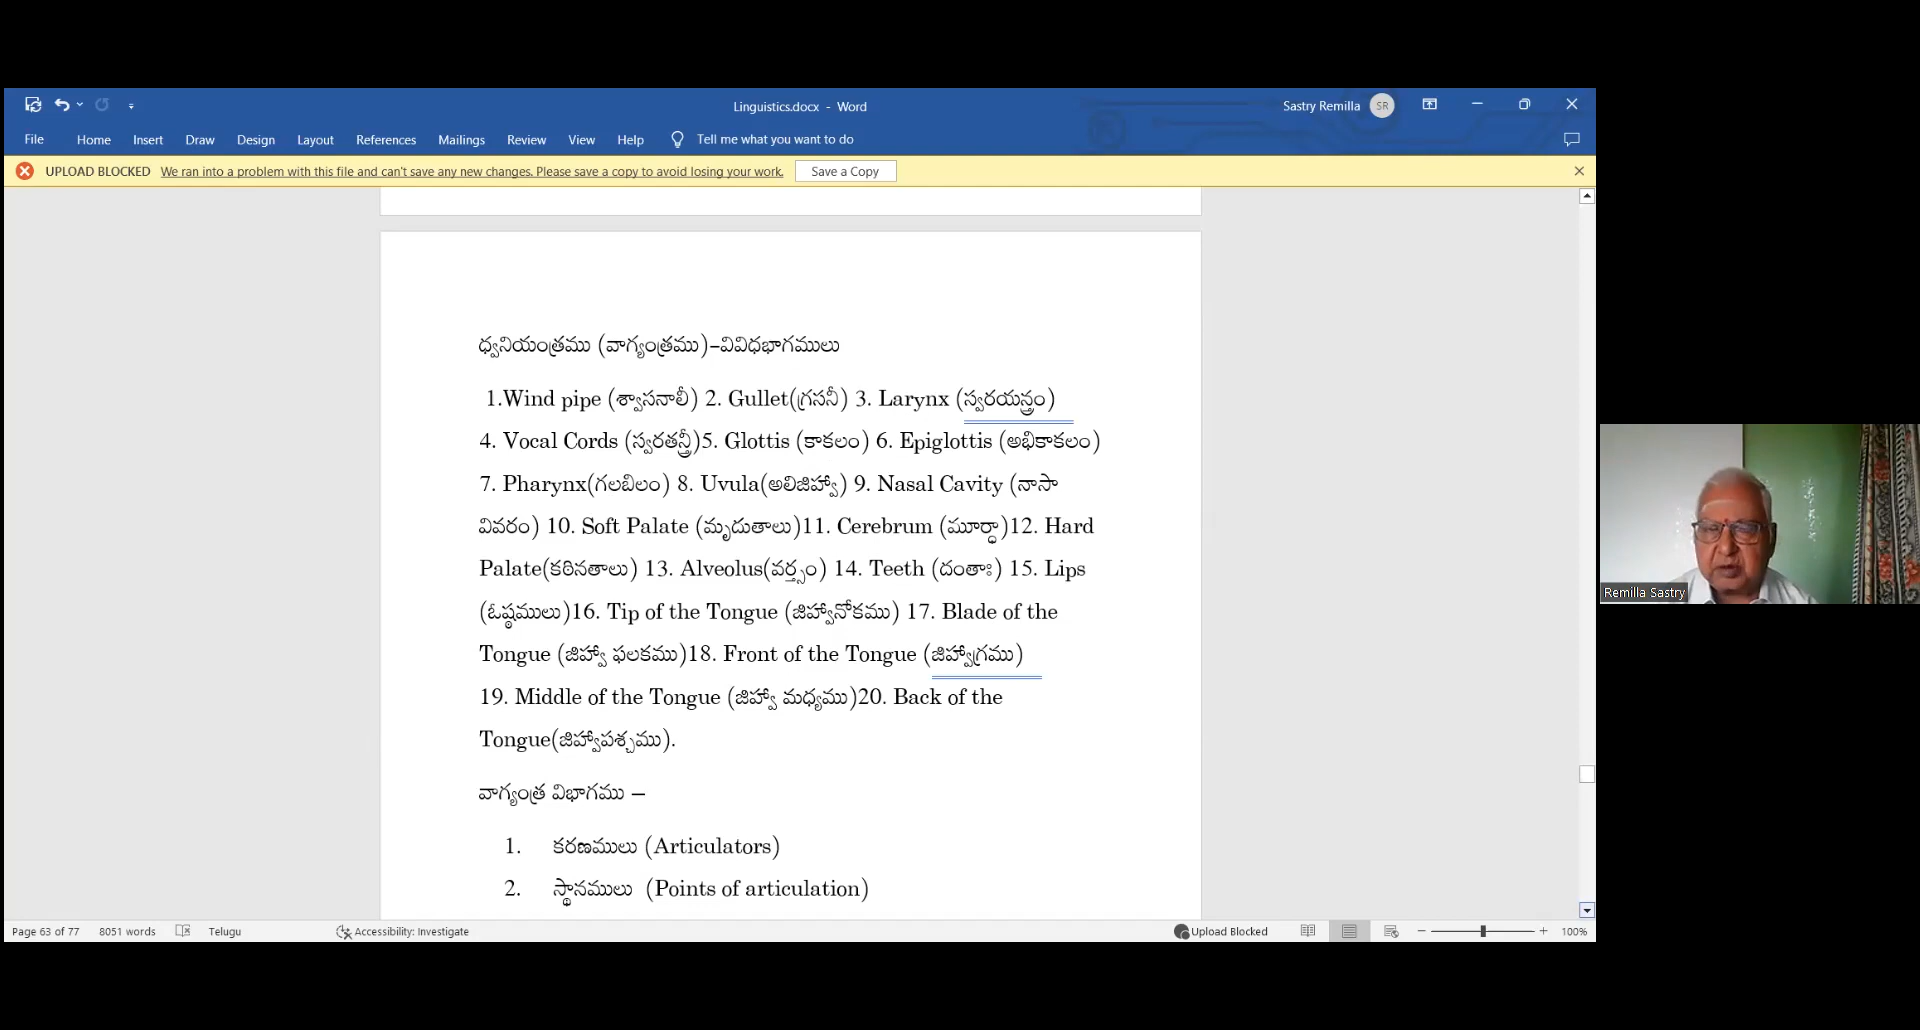 Linguistics.docx - Word
Sastry Remilla SR
File Home Insert Draw Design Layout References Mailings Review View Help Tell me what you want to do
UPLOAD BLOCKED We ran into a problem with this file and can't save any new changes. Please save a copy to avoid losing your work. Save a Copy
ధ్వనియంత్రము (వాగ్యంత్రము)–వివిధభాగములు
1.Wind pipe (శ్వాసనాలీ) 2. Gullet(గ్రసనీ) 3. Larynx (స్వరయన్త్రం)
4. Vocal Cords (స్వరతన్త్రీ)5. Glottis (కాకలం) 6. Epiglottis (అభికాకలం)
7. Pharynx(గలబిలం) 8. Uvula(అలిజిహ్వా) 9. Nasal Cavity (నాసా
వివరం) 10. Soft Palate (మృదుతాలు)11. Cerebrum (మూర్ధా)12. Hard
Palate(కఠినతాలు) 13. Alveolus(వర్త్సం) 14. Teeth (దంతాః) 15. Lips
(ఓష్ఠములు)16. Tip of the Tongue (జిహ్వానోకము) 17. Blade of the
Tongue (జిహ్వా ఫలకము)18. Front of the Tongue (జిహ్వాగ్రము)
19. Middle of the Tongue (జిహ్వా మధ్యము)20. Back of the
Tongue(జిహ్వాపశ్చము).
వాగ్యంత్ర విభాగము –
1. కరణములు (Articulators)
2. స్థానములు (Points of articulation)
Remilla Sastry
Page 63 of 77 8051 words Telugu Accessibility: Investigate Upload Blocked 100%